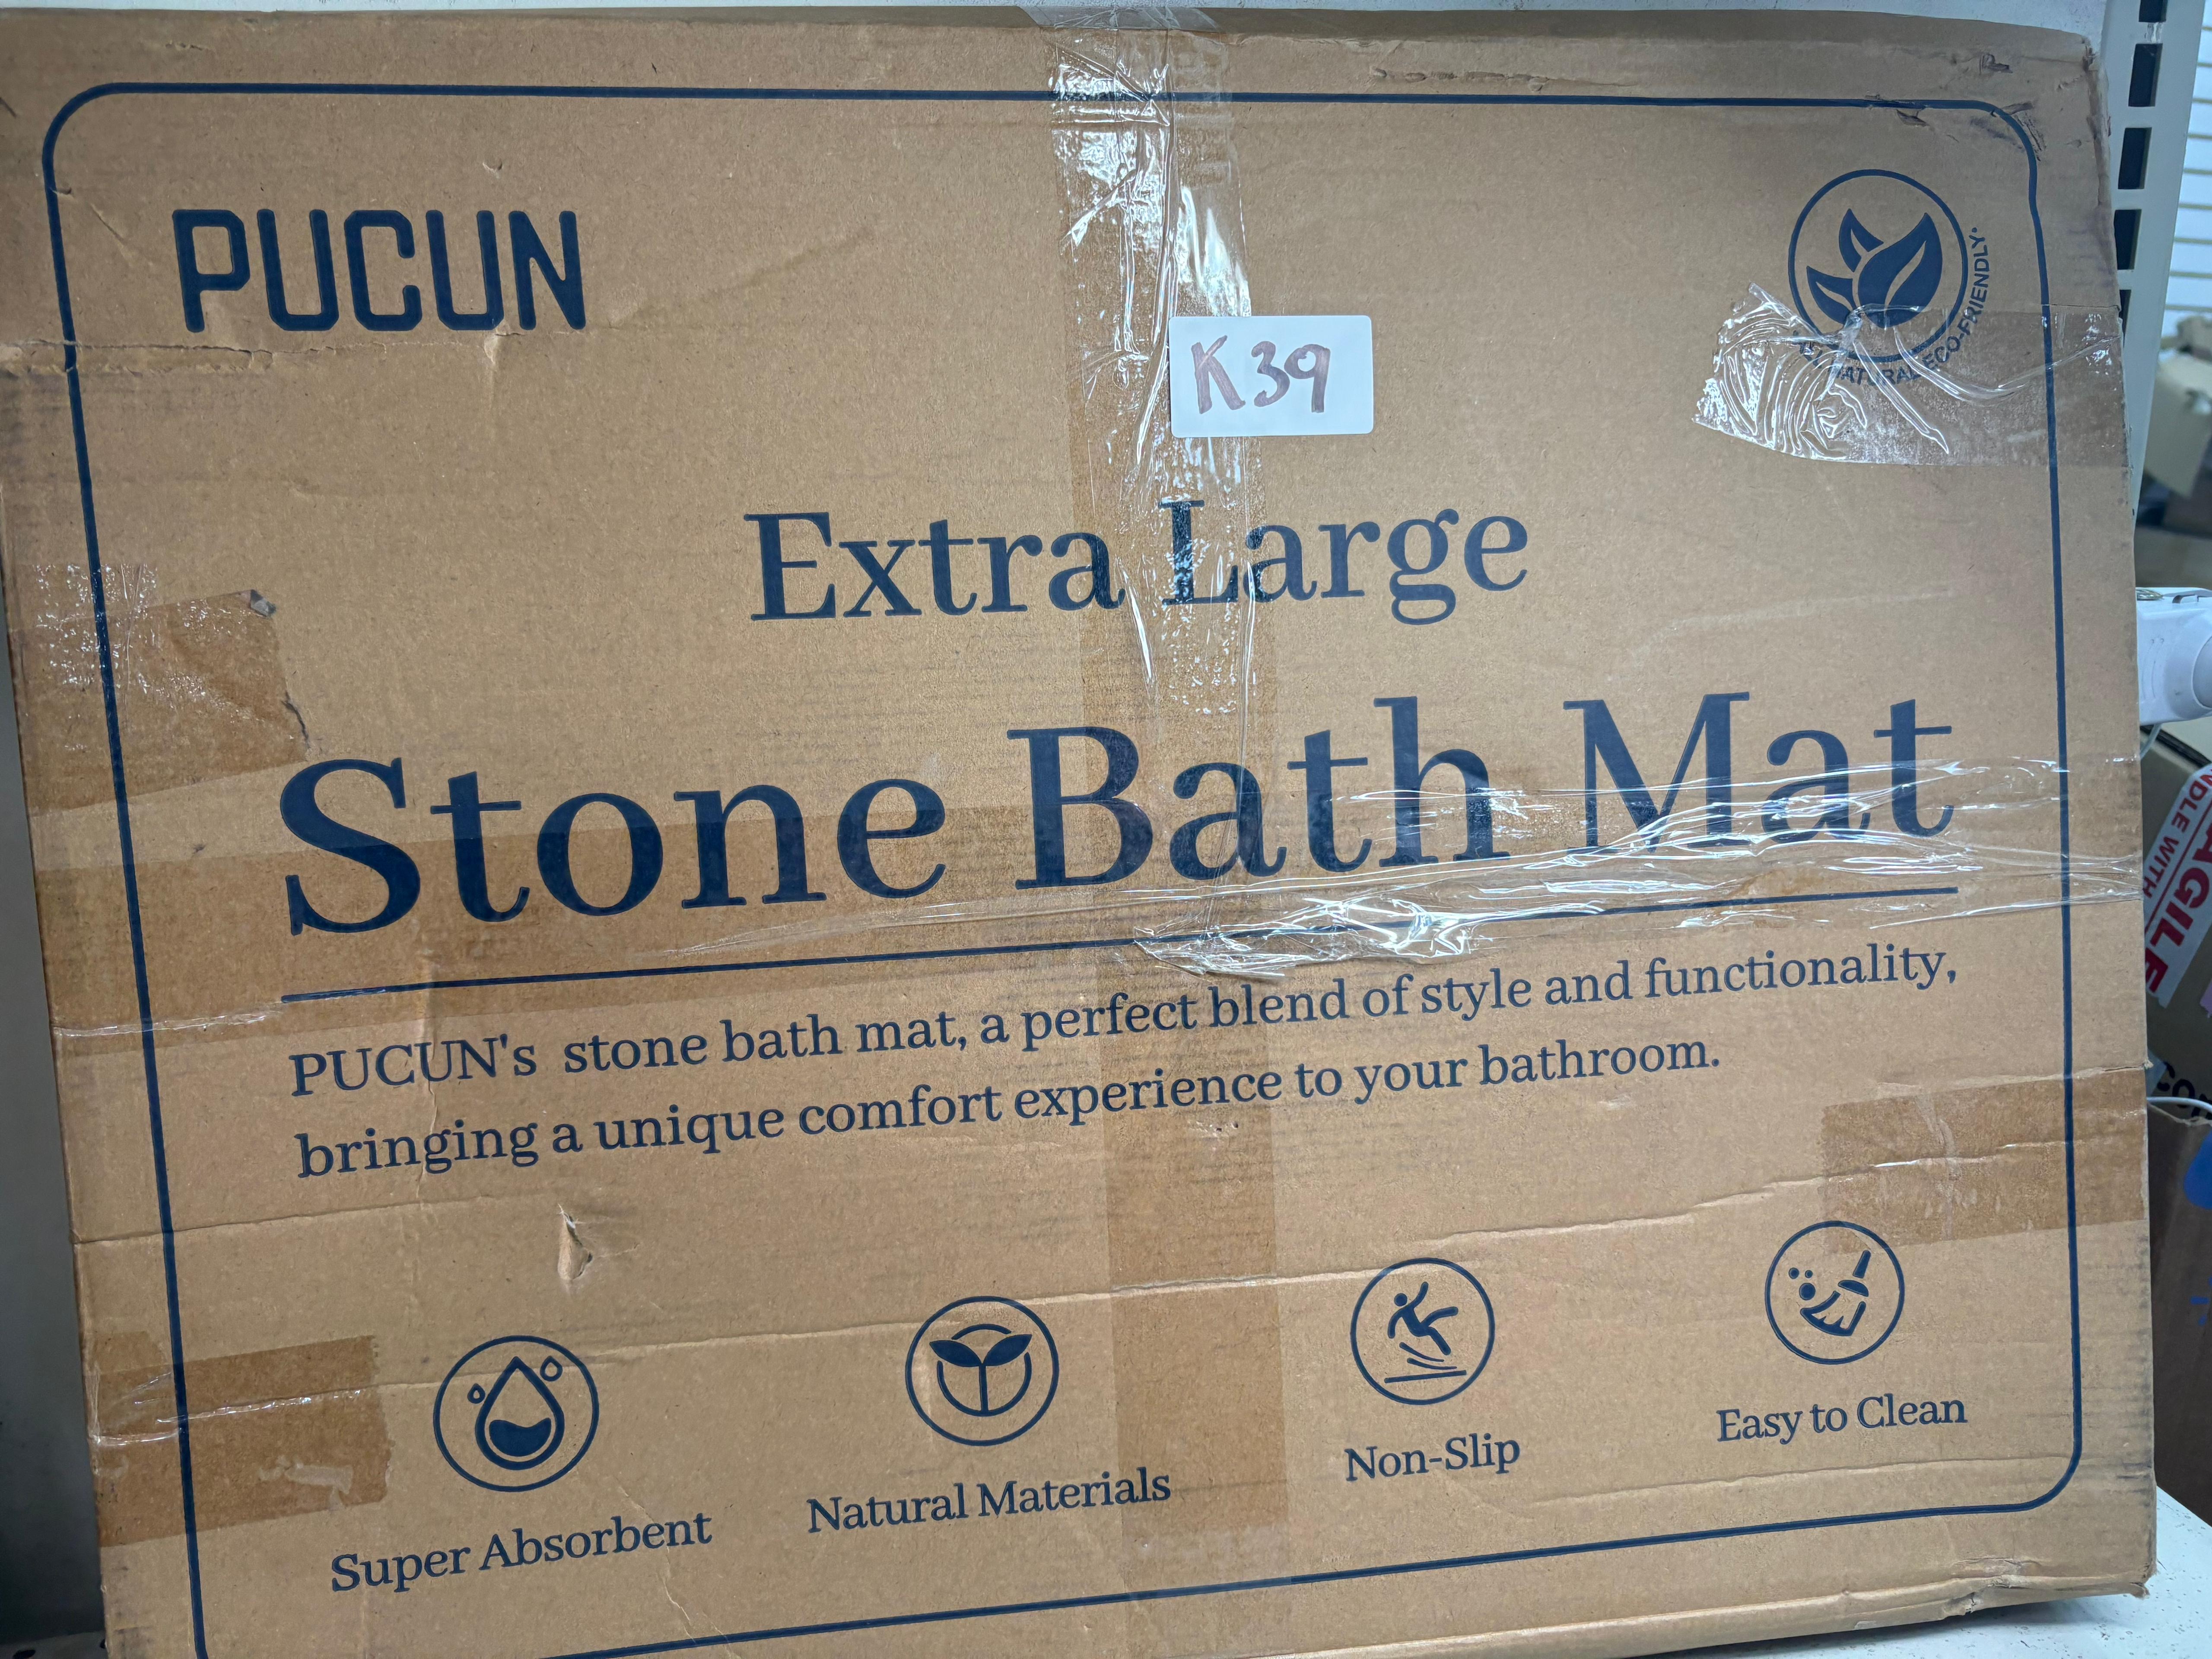 PUCUN
K39
NATURAL ECO-FRIENDLY
Extra Large
Stone Bath Mat
PUCUN's stone bath mat, a perfect blend of style and functionality,
bringing a unique comfort experience to your bathroom.
Super Absorbent
Natural Materials
Non-Slip
Easy to Clean